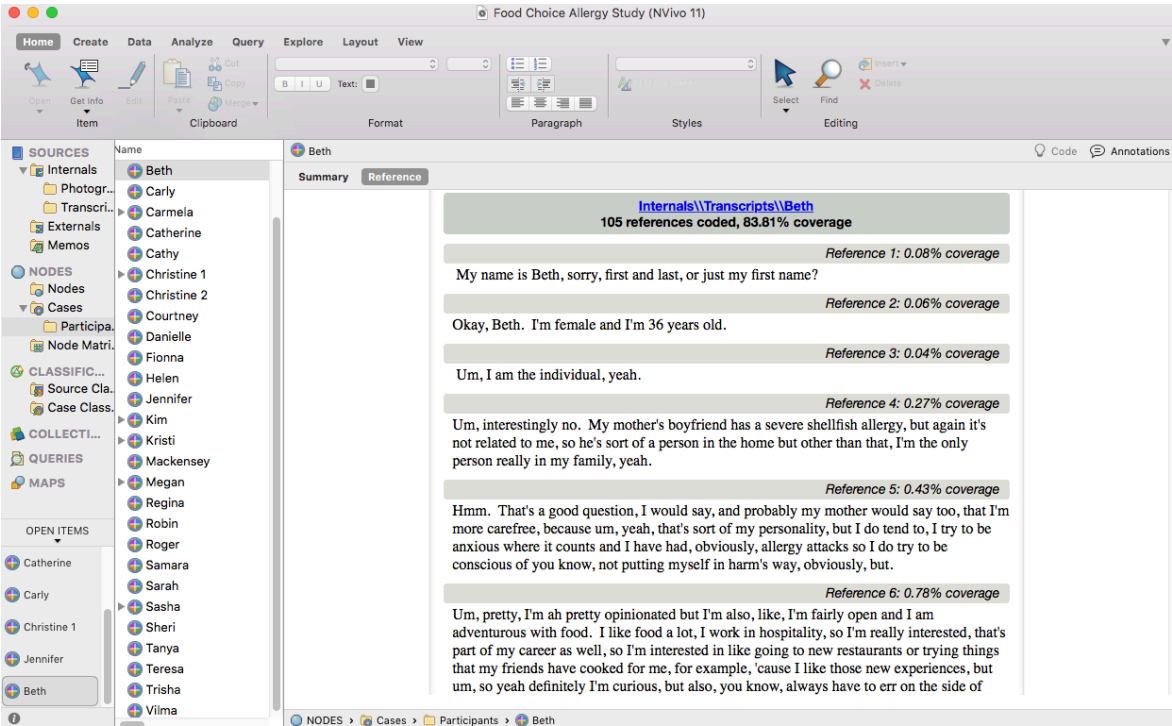 Food Choice Allergy Study (NVivo 11)
Home Create Data Analyze Query Explore Layout View
Open
Get Info
Edit
Paste
Cut
Copy
Merge
B I U Text:
Select
Find
Insert
Delete
Item Clipboard Format Paragraph Styles Editing
SOURCES
Internals
Photogr...
Transcri...
Externals
Memos
NODES
Nodes
Cases
Participa...
Node Matri...
CLASSIFIC...
Source Cla...
Case Class...
COLLECTI...
QUERIES
MAPS
OPEN ITEMS
Catherine
Carly
Christine 1
Jennifer
Beth
Name
Beth
Carly
Carmela
Catherine
Cathy
Christine 1
Christine 2
Courtney
Danielle
Fionna
Helen
Jennifer
Kim
Kristi
Mackensey
Megan
Regina
Robin
Roger
Samara
Sarah
Sasha
Sheri
Tanya
Teresa
Trisha
Vilma
Beth
Code Annotations
Summary Reference
Internals\\Transcripts\\Beth
105 references coded, 83.81% coverage
Reference 1: 0.08% coverage
My name is Beth, sorry, first and last, or just my first name?
Reference 2: 0.06% coverage
Okay, Beth. I'm female and I'm 36 years old.
Reference 3: 0.04% coverage
Um, I am the individual, yeah.
Reference 4: 0.27% coverage
Um, interestingly no. My mother's boyfriend has a severe shellfish allergy, but again it's
not related to me, so he's sort of a person in the home but other than that, I'm the only
person really in my family, yeah.
Reference 5: 0.43% coverage
Hmm. That's a good question, I would say, and probably my mother would say too, that I'm
more carefree, because um, yeah, that's sort of my personality, but I do tend to, I try to be
anxious where it counts and I have had, obviously, allergy attacks so I do try to be
conscious of you know, not putting myself in harm's way, obviously, but.
Reference 6: 0.78% coverage
Um, pretty, I'm ah pretty opinionated but I'm also, like, I'm fairly open and I am
adventurous with food. I like food a lot, I work in hospitality, so I'm really interested, that's
part of my career as well, so I'm interested in like going to new restaurants or trying things
that my friends have cooked for me, for example, 'cause I like those new experiences, but
um, so yeah definitely I'm curious, but also, you know, always have to err on the side of
NODES › Cases › Participants › Beth